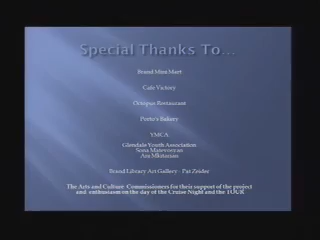 Special Thanks To...
Brand Mini Mart
Cafe Victory
Octopus Restaurant
Porto's Bakery
YMCA
Glendale Youth Association
Sona Matevosyan
Ara Mkitarian
Brand Library Art Gallery - Pat Zeider
The Arts and Culture Commissioners for their support of the project
and enthusiasm on the day of the Cruise Night and the TOUR